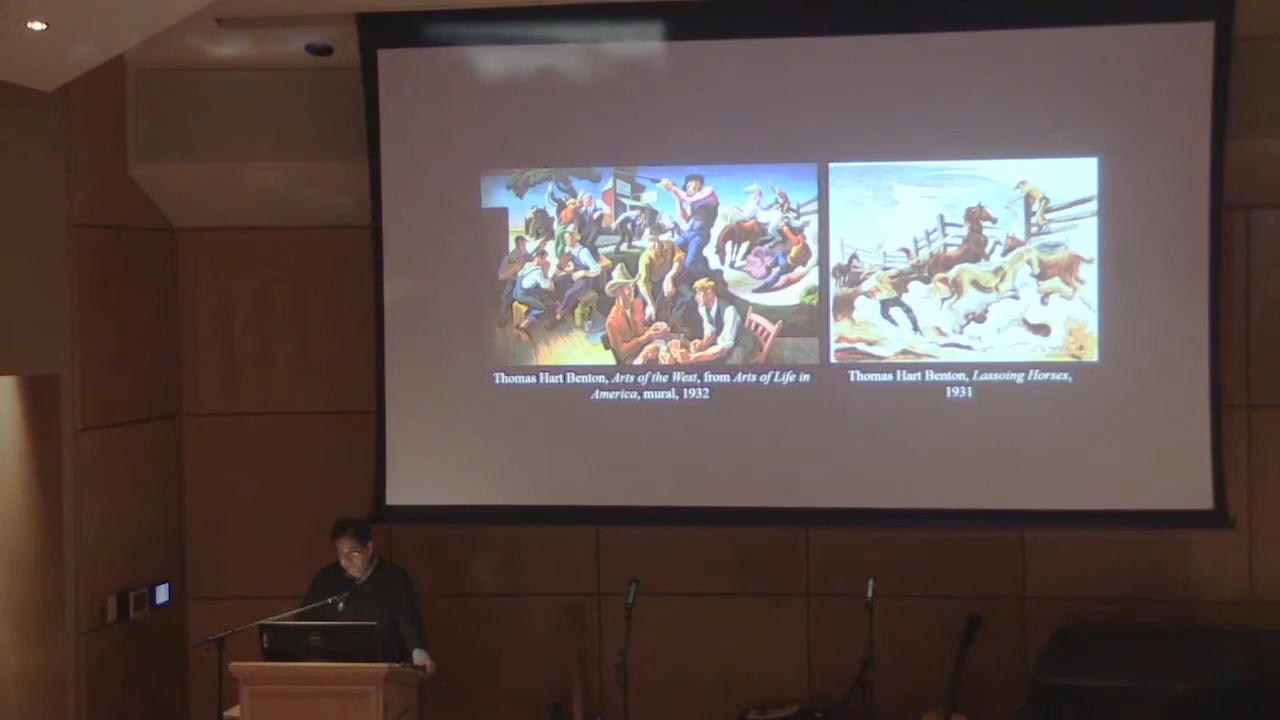 Thomas Hart Benton, Arts of the West, from Arts of Life in
America, mural, 1932
Thomas Hart Benton, Lassoing Horses,
1931